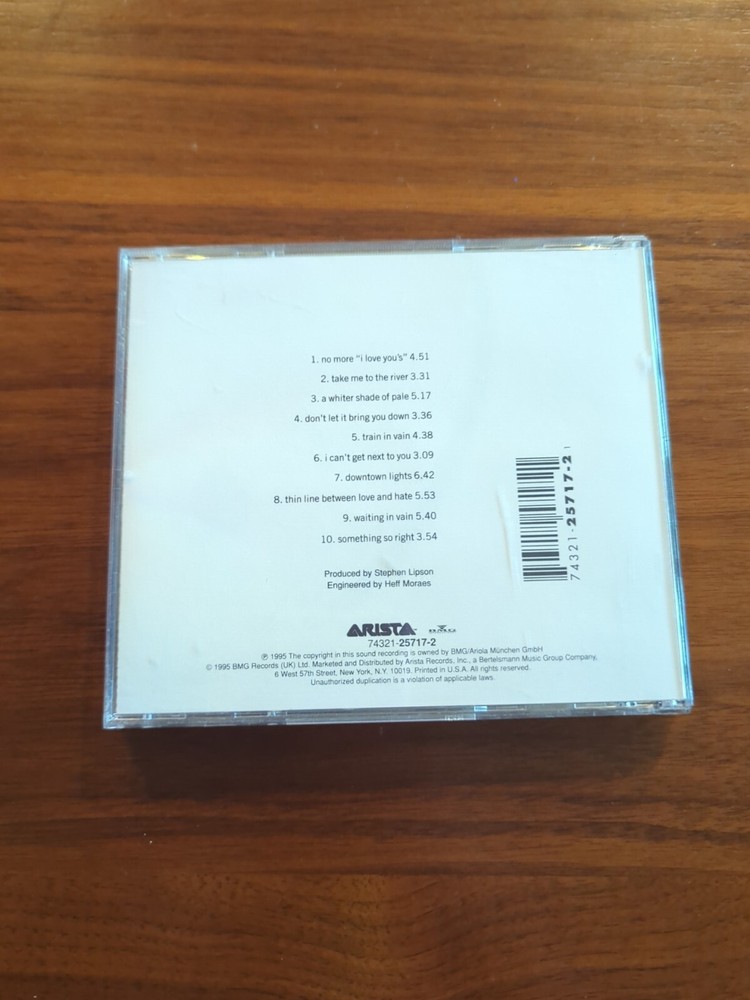 1. no more "i love you's" 4.51
2. take me to the river 3.31
3. a whiter shade of pale 5.17
4. don't let it bring you down 3.36
5. train in vain 4.38
6. i can't get next to you 3.09
7. downtown lights 6.42
8. thin line between love and hate 5.53
9. waiting in vain 5.40
10. something so right 3.54
Produced by Stephen Lipson
Engineered by Heff Moraes
74321-25717-2
ARISTA™ BMG
74321-25717-2
℗ 1995 The copyright in this sound recording is owned by BMG/Ariola München GmbH
© 1995 BMG Records (UK) Ltd. Marketed and Distributed by Arista Records, Inc., a Bertelsmann Music Group Company,
6 West 57th Street, New York, N.Y. 10019. Printed in U.S.A. All rights reserved.
Unauthorized duplication is a violation of applicable laws.